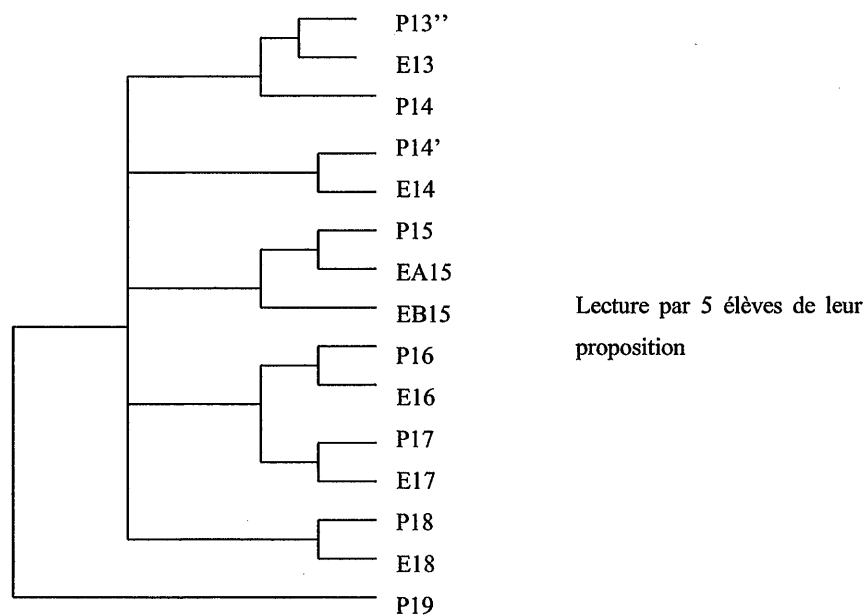 P13’’
E13
P14
P14’
E14
P15
EA15
EB15
P16
E16
P17
E17
P18
E18
P19
Lecture par 5 élèves de leur
proposition